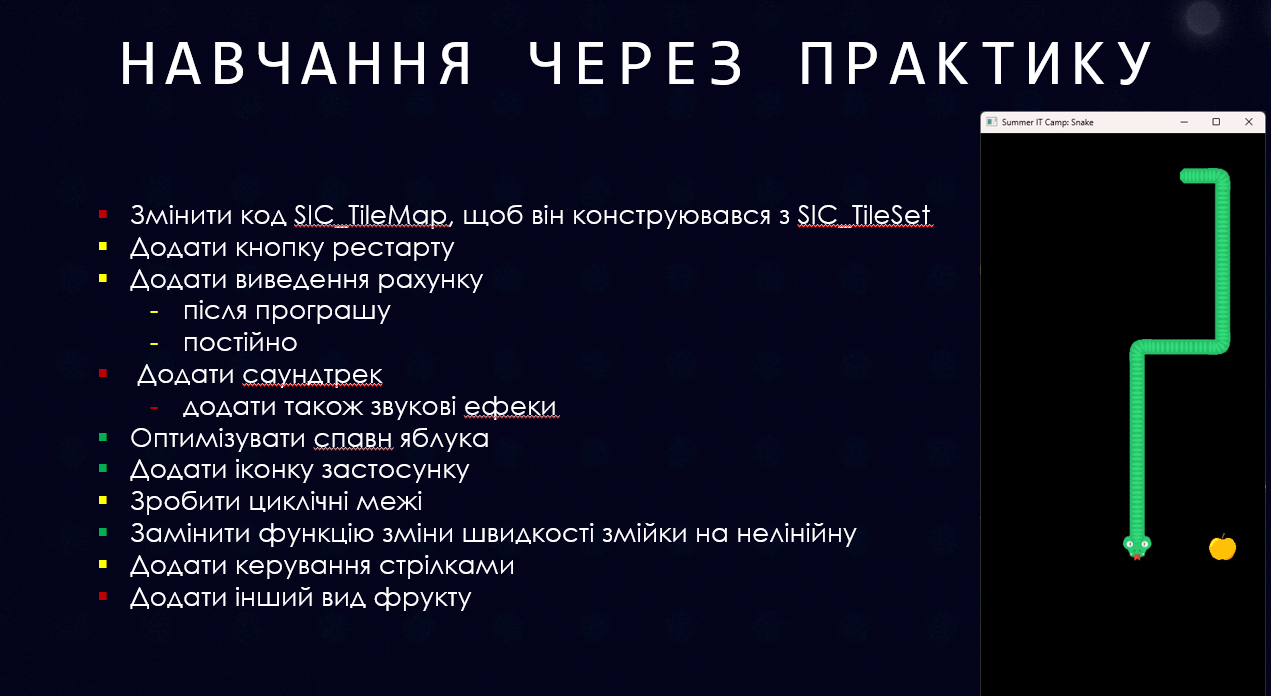 НАВЧАННЯ ЧЕРЕЗ ПРАКТИКУ
Summer IT Camp: Snake
Змінити код SIC_TileMap, щоб він конструювався з SIC_TileSet
Додати кнопку рестарту
Додати виведення рахунку
- після програшу
- постійно
Додати саундтрек
- додати також звукові ефеки
Оптимізувати спавн яблука
Додати іконку застосунку
Зробити циклічні межі
Замінити функцію зміни швидкості змійки на нелінійну
Додати керування стрілками
Додати інший вид фрукту